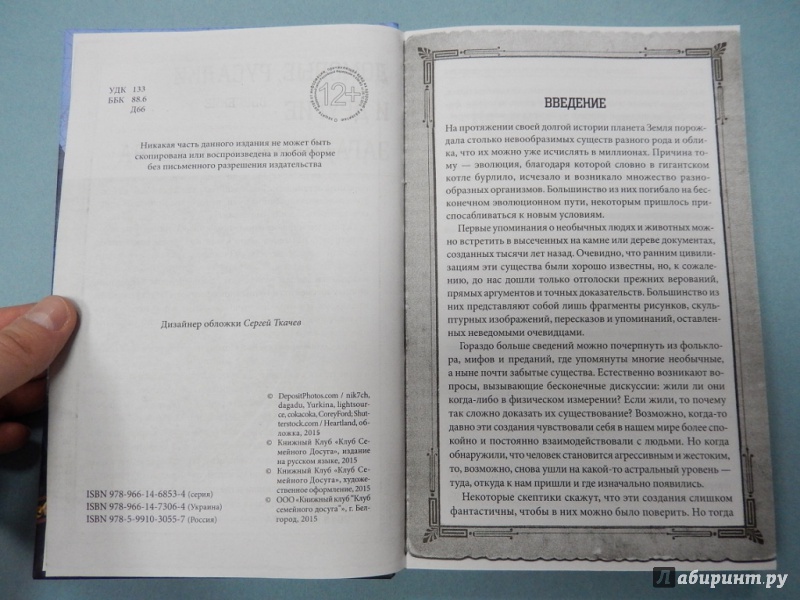 УДК 133
ББК 88.6
Д66
12+
Никакая часть данного издания не может быть
скопирована или воспроизведена в любой форме
без письменного разрешения издательства
Дизайнер обложки Сергей Ткачев
© DepositPhotos.com / nik7ch,
dagadu, Yurkina, lightsour-
ce, cokacoka, CoreyFord; Shut-
terstock.com / Heartland, об-
ложка, 2015
© Книжный Клуб «Клуб Се-
мейного Досуга», издание
на русском языке, 2015
© Книжный Клуб «Клуб Се-
мейного Досуга», художе-
ственное оформление, 2015
© ООО «Книжный клуб "Клуб
семейного досуга"», г. Бел-
город, 2015
ISBN 978-966-14-6853-4 (серия)
ISBN 978-966-14-7306-4 (Украина)
ISBN 978-5-9910-3055-7 (Россия)
ВВЕДЕНИЕ
На протяжении своей долгой истории планета Земля порож-
дала столько невообразимых существ разного рода и обли-
ка, что их можно уже исчислять в миллионах. Причина то-
му — эволюция, благодаря которой словно в гигантском
котле бурлило, исчезало и возникало множество разно-
образных организмов. Большинство из них погибало на бес-
конечном эволюционном пути, некоторым пришлось при-
спосабливаться к новым условиям.
Первые упоминания о необычных людях и животных мож-
но встретить в высеченных на камне или дереве документах,
созданных тысячи лет назад. Очевидно, что ранним цивили-
зациям эти существа были хорошо известны, но, к сожале-
нию, до нас дошли только отголоски прежних верований,
прямых аргументов и точных доказательств. Большинство из
них представляют собой лишь фрагменты рисунков, скуль-
птурных изображений, пересказов и упоминаний, оставлен-
ных неведомыми очевидцами.
Гораздо больше сведений можно почерпнуть из фолькло-
ра, мифов и преданий, где упомянуты многие необычные,
а ныне почти забытые существа. Естественно возникают во-
просы, вызывающие бесконечные дискуссии: жили ли они
когда-либо в физическом измерении? Если жили, то почему
так сложно доказать их существование? Возможно, когда-то
давно эти создания чувствовали себя в нашем мире более спо-
койно и постоянно взаимодействовали с людьми. Но когда
обнаружили, что человек становится агрессивным и жестоким,
то, возможно, снова ушли на какой-то астральный уровень —
туда, откуда к нам пришли и где изначально появились.
Некоторые скептики скажут, что эти создания слишком
фантастичны, чтобы в них можно было поверить. Но тогда
Лабиринт.ру